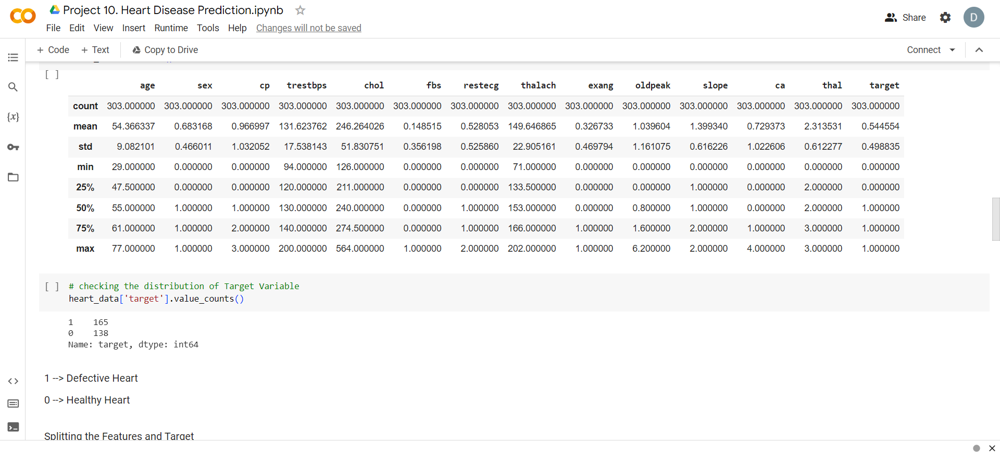 Project 10. Heart Disease Prediction.ipynb
File Edit View Insert Runtime Tools Help Changes will not be saved
Share
D
+ Code + Text Copy to Drive
Connect
[ ]
age sex cp trestbps chol fbs restecg thalach exang oldpeak slope ca thal target
count 303.000000 303.000000 303.000000 303.000000 303.000000 303.000000 303.000000 303.000000 303.000000 303.000000 303.000000 303.000000 303.000000 303.000000
mean 54.366337 0.683168 0.966997 131.623762 246.264026 0.148515 0.528053 149.646865 0.326733 1.039604 1.399340 0.729373 2.313531 0.544554
std 9.082101 0.466011 1.032052 17.538143 51.830751 0.356198 0.525860 22.905161 0.469794 1.161075 0.616226 1.022606 0.612277 0.498835
min 29.000000 0.000000 0.000000 94.000000 126.000000 0.000000 0.000000 71.000000 0.000000 0.000000 0.000000 0.000000 0.000000 0.000000
25% 47.500000 0.000000 0.000000 120.000000 211.000000 0.000000 0.000000 133.500000 0.000000 0.000000 1.000000 0.000000 2.000000 0.000000
50% 55.000000 1.000000 1.000000 130.000000 240.000000 0.000000 1.000000 153.000000 0.000000 0.800000 1.000000 0.000000 2.000000 1.000000
75% 61.000000 1.000000 2.000000 140.000000 274.500000 0.000000 1.000000 166.000000 1.000000 1.600000 2.000000 1.000000 3.000000 1.000000
max 77.000000 1.000000 3.000000 200.000000 564.000000 1.000000 2.000000 202.000000 1.000000 6.200000 2.000000 4.000000 3.000000 1.000000
[ ] # checking the distribution of Target Variable
heart_data['target'].value_counts()
1 165
0 138
Name: target, dtype: int64
1 --> Defective Heart
0 --> Healthy Heart
Splitting the Features and Target